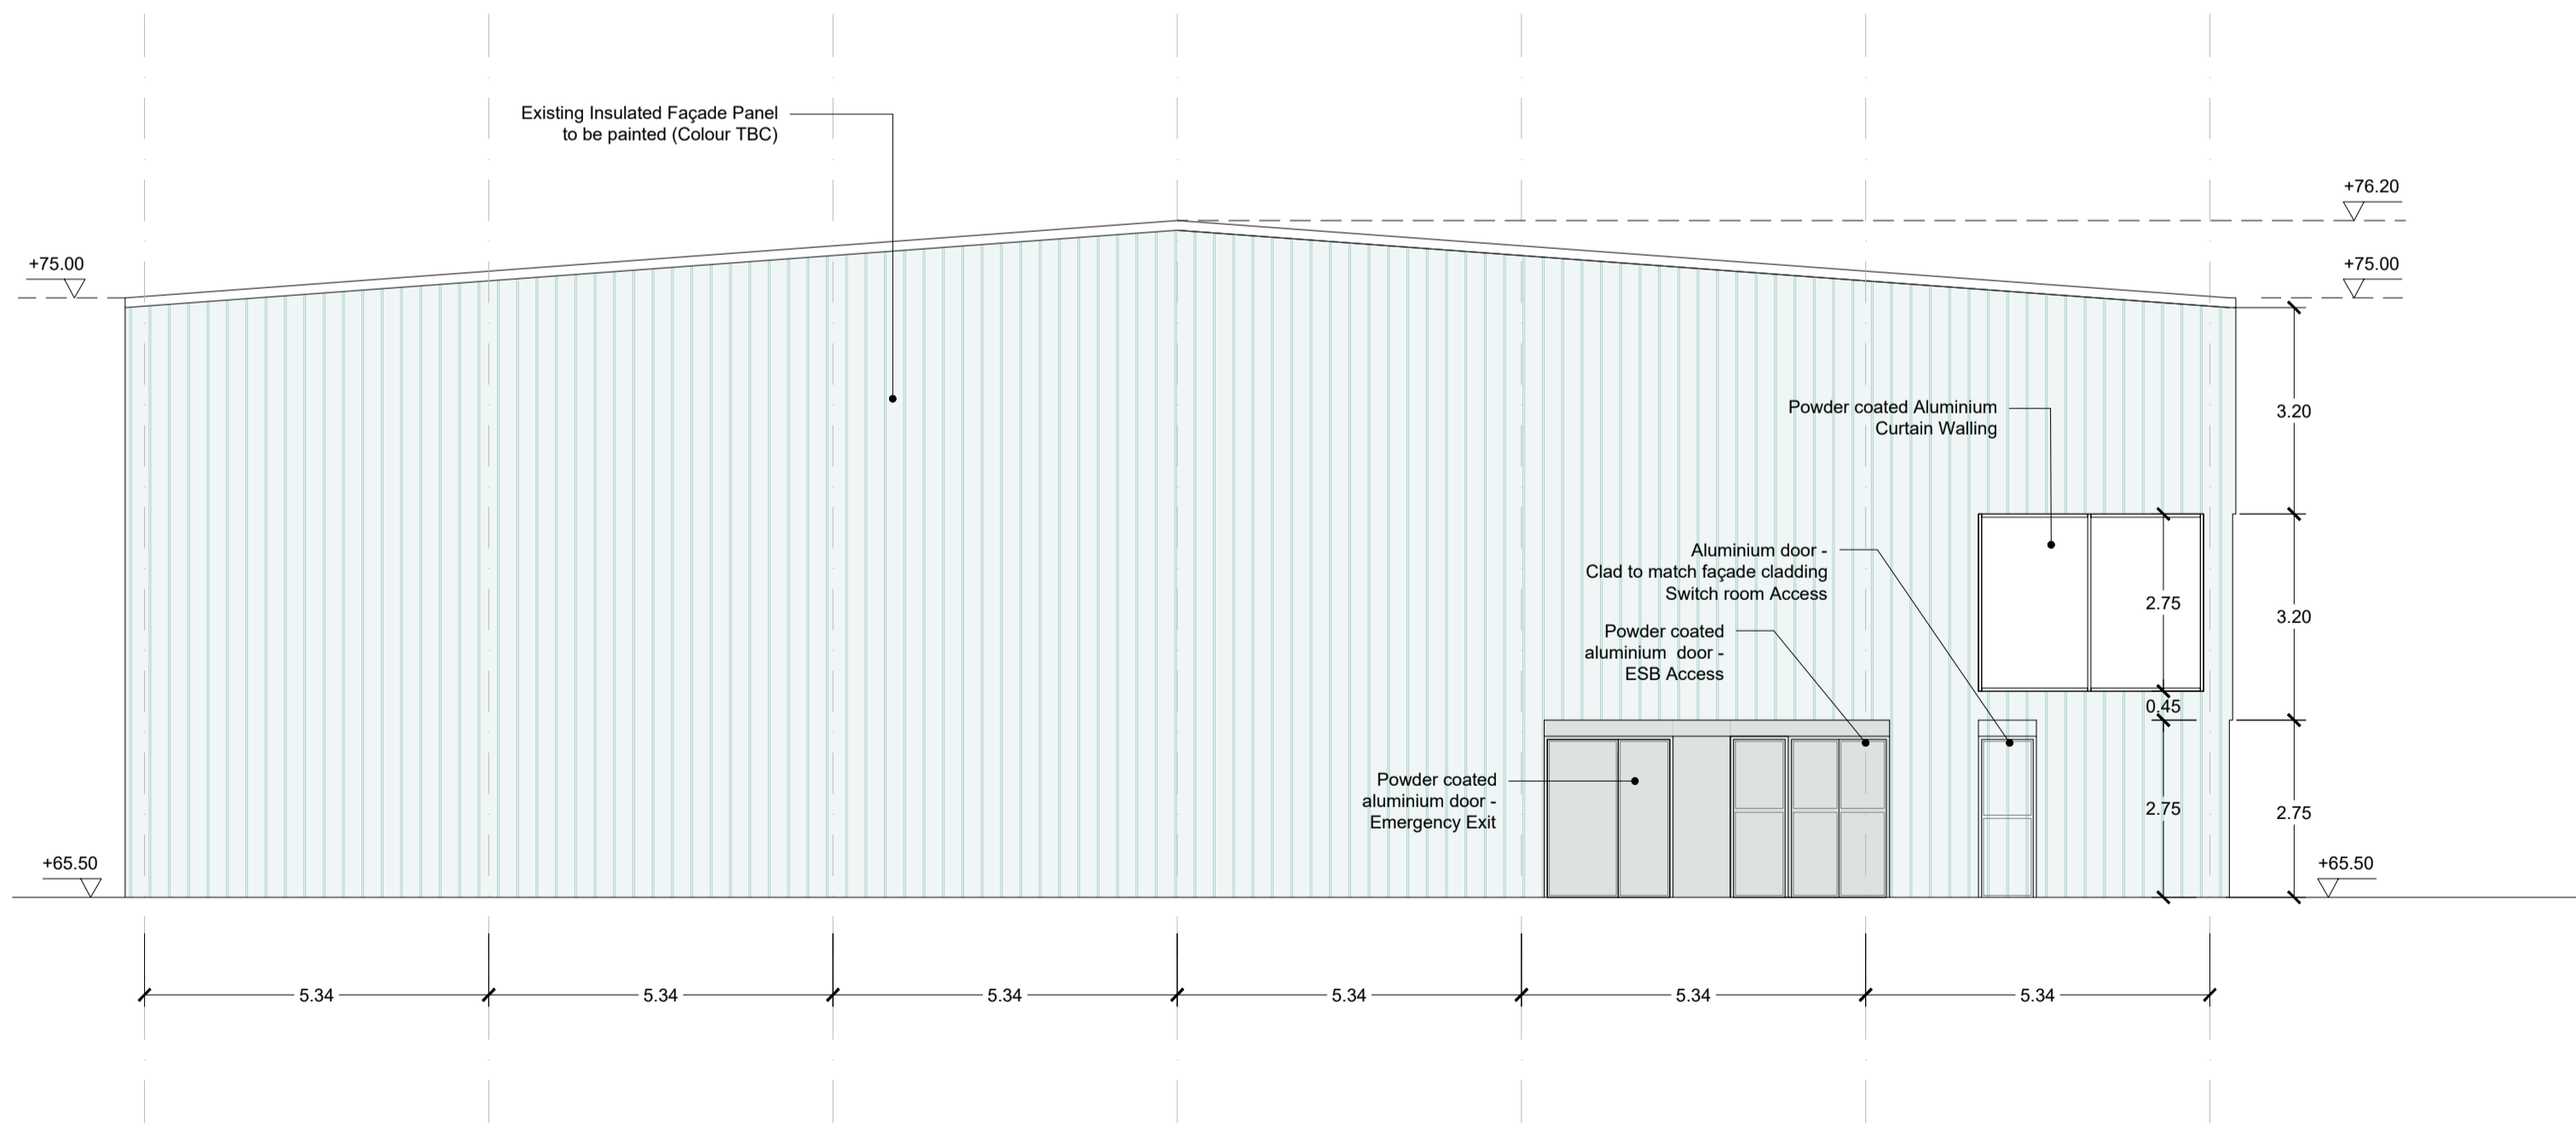 Existing Insulated Façade Panel
to be painted (Colour TBC)
+76.20
+75.00
+75.00
3.20
Powder coated Aluminium
Curtain Walling
Aluminium door -
Clad to match façade cladding
Switch room Access
2.75
3.20
Powder coated
aluminium  door -
ESB Access
0.45
Powder coated
aluminium door -
Emergency Exit
2.75
2.75
+65.50
+65.50
5.34
5.34
5.34
5.34
5.34
5.34